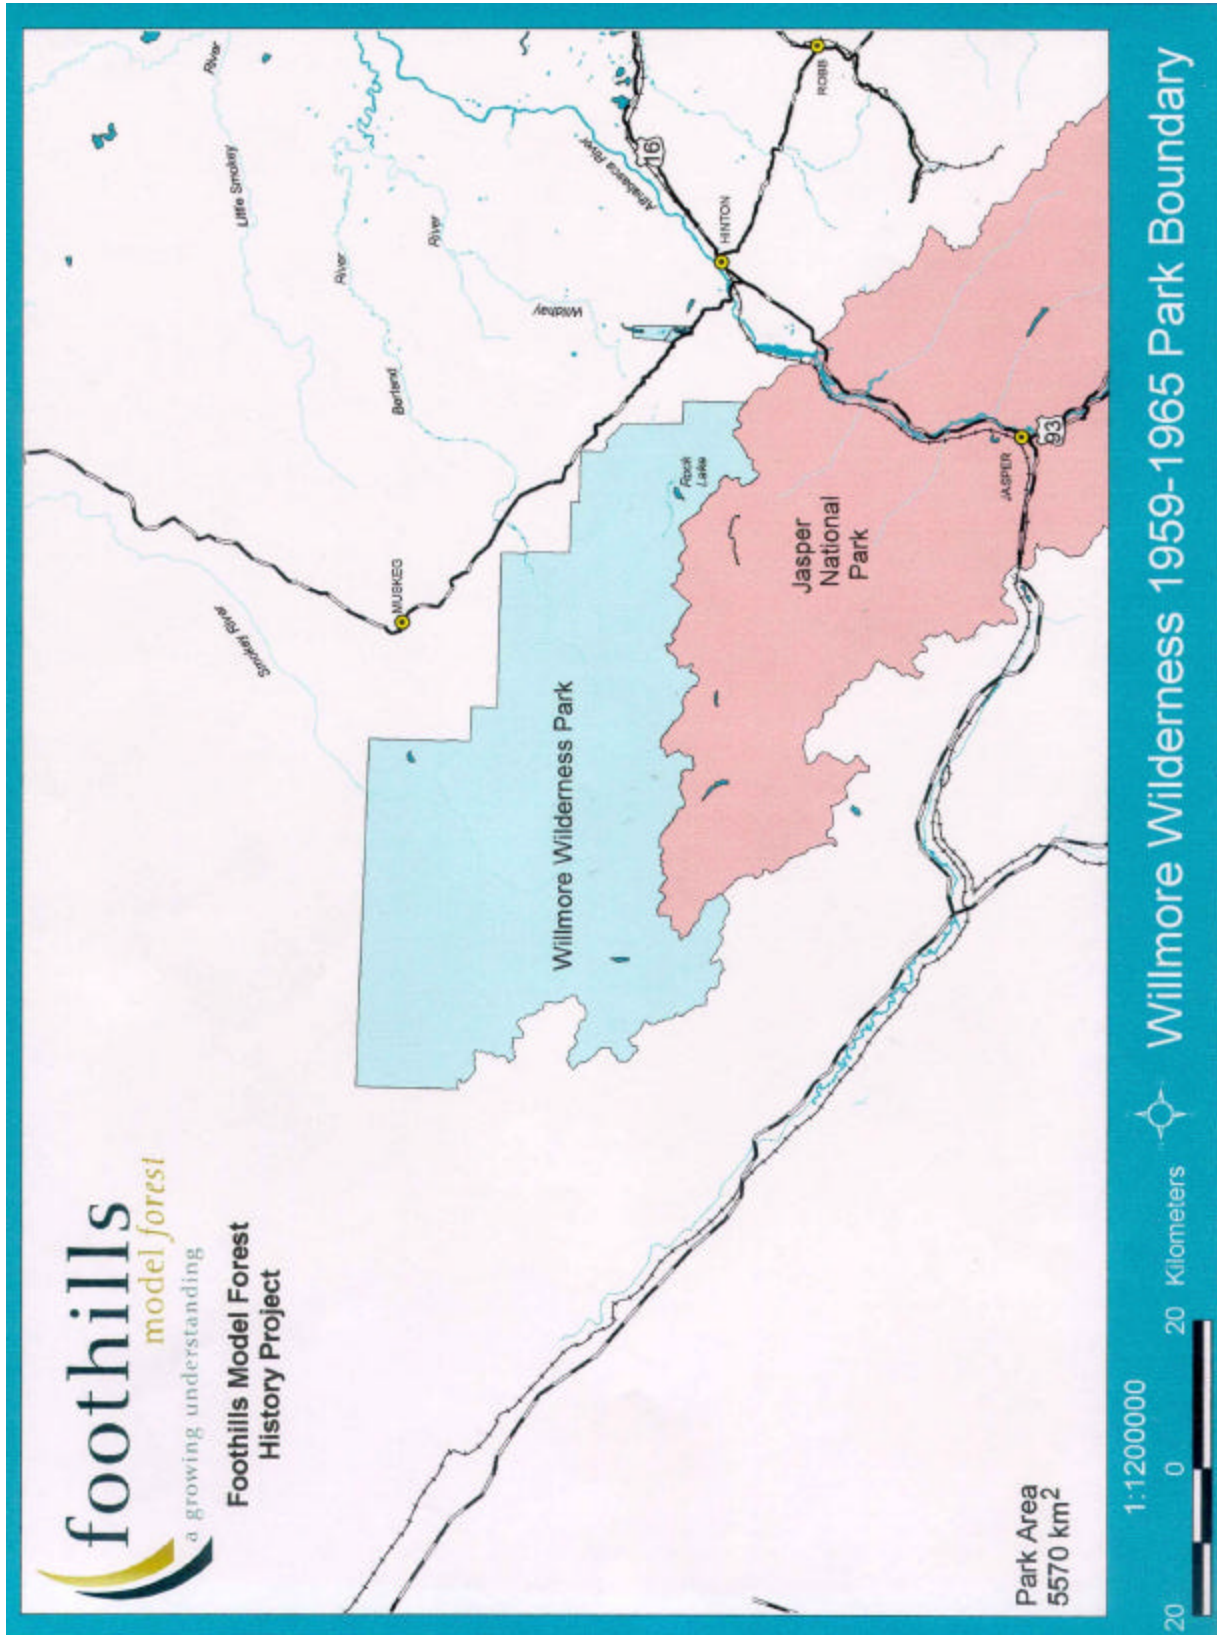 foothills
model forest
a growing understanding
Foothills Model Forest
History Project
Smokey River
MUSKEG
Little Smokey
River
Berland
River
Wildhay
River
Athabasca River
16
HINTON
ROBB
Willmore Wilderness Park
Rock
Lake
Jasper
National
Park
JASPER
93
Park Area
5570 km²
1:1200000
20 0 20 Kilometers
Willmore Wilderness 1959-1965 Park Boundary